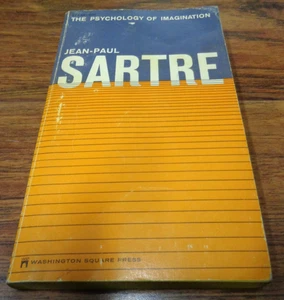 THE PSYCHOLOGY OF IMAGINATION
JEAN-PAUL
SARTRE
WASHINGTON SQUARE PRESS